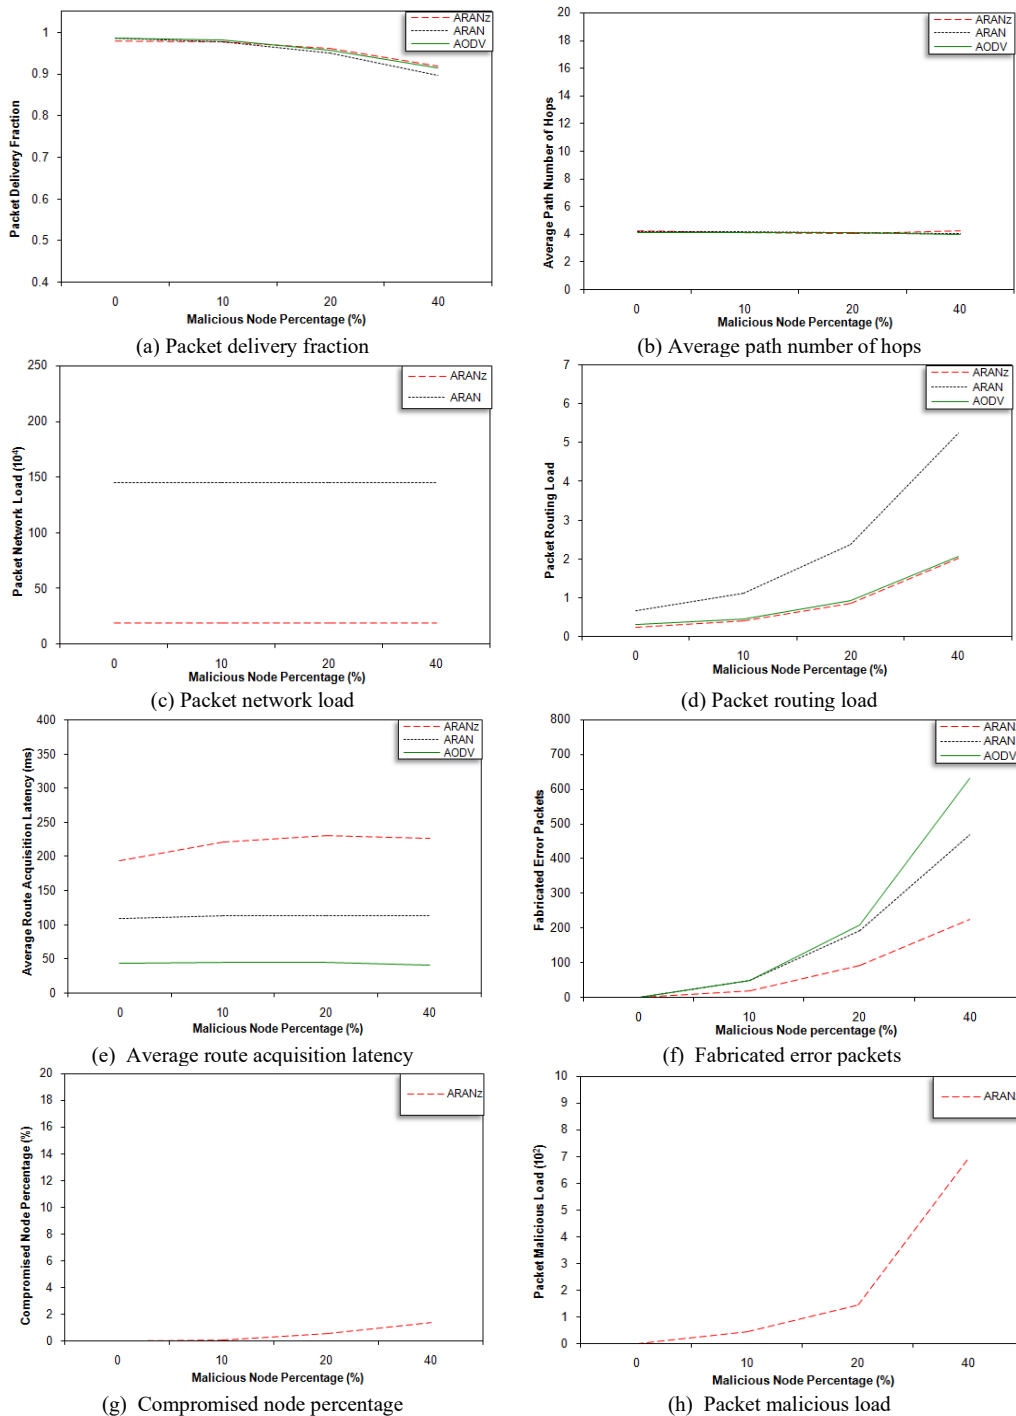 ARANz
ARAN
AODV
1
0.9
0.8
0.7
0.6
0.5
0.4
Packet Delivery Fraction
0 10 20 40
Malicious Node Percentage (%)
(a) Packet delivery fraction
ARANz
ARAN
AODV
20
18
16
14
12
10
8
6
4
2
0
Average Path Number of Hops
0 10 20 40
Malicious Node Percentage (%)
(b) Average path number of hops
ARANz
ARAN
250
200
150
100
50
0
Packet Network Load (10⁴)
0 10 20 40
Malicious Node Percentage (%)
(c) Packet network load
ARANz
ARAN
AODV
7
6
5
4
3
2
1
0
Packet Routing Load
0 10 20 40
Malicious Node Percentage (%)
(d) Packet routing load
ARANz
ARAN
AODV
400
350
300
250
200
150
100
50
0
Average Route Acquisition Latency (ms)
0 10 20 40
Malicious Node Percentage (%)
(e) Average route acquisition latency
ARAN
ARAN
AODV
800
700
600
500
400
300
200
100
0
Fabricated Error Packets
0 10 20 40
Malicious Node percentage (%)
(f) Fabricated error packets
ARANz
20
18
16
14
12
10
8
6
4
2
0
Compromised Node Percentage (%)
0 10 20 40
Malicious Node Percentage (%)
(g) Compromised node percentage
ARAN
10
9
8
7
6
5
4
3
2
1
0
Packet Malicious Load (10²)
0 10 20 40
Malicious Node Percentage (%)
(h) Packet malicious load